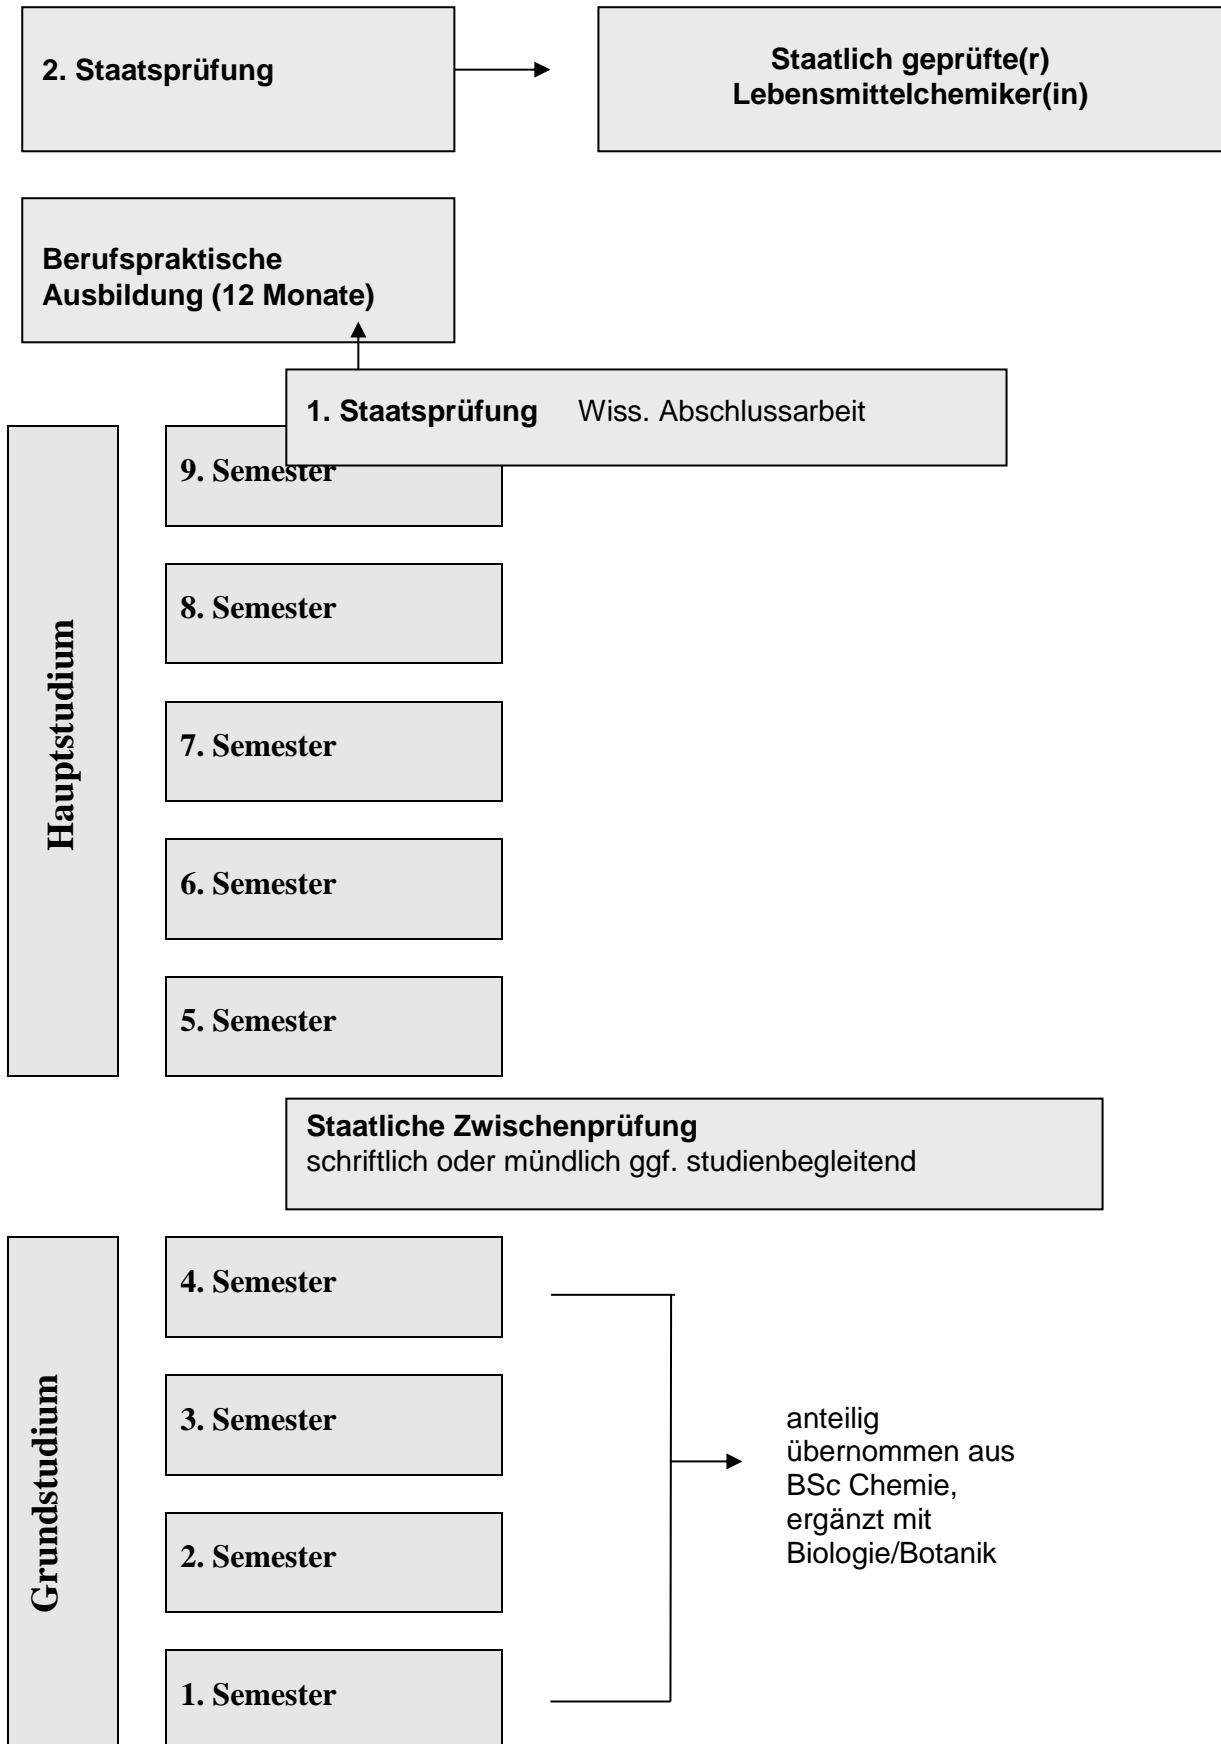 2. Staatsprüfung
Staatlich geprüfte(r)
Lebensmittelchemiker(in)
Berufspraktische
Ausbildung (12 Monate)
1. Staatsprüfung Wiss. Abschlussarbeit
Hauptstudium
9. Semester
8. Semester
7. Semester
6. Semester
5. Semester
Staatliche Zwischenprüfung
schriftlich oder mündlich ggf. studienbegleitend
Grundstudium
4. Semester
3. Semester
2. Semester
1. Semester
anteilig
übernommen aus
BSc Chemie,
ergänzt mit
Biologie/Botanik